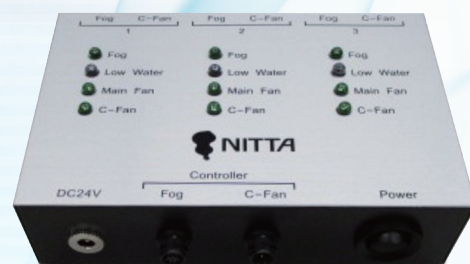 Fog C-Fan Fog C-Fan Fog C-Fan
1 2 3
Fog Fog Fog
Low Water Low Water Low Water
Main Fan Main Fan Main Fan
C-Fan C-Fan C-Fan
NITTA
Controller
DC24V Fog C-Fan Power